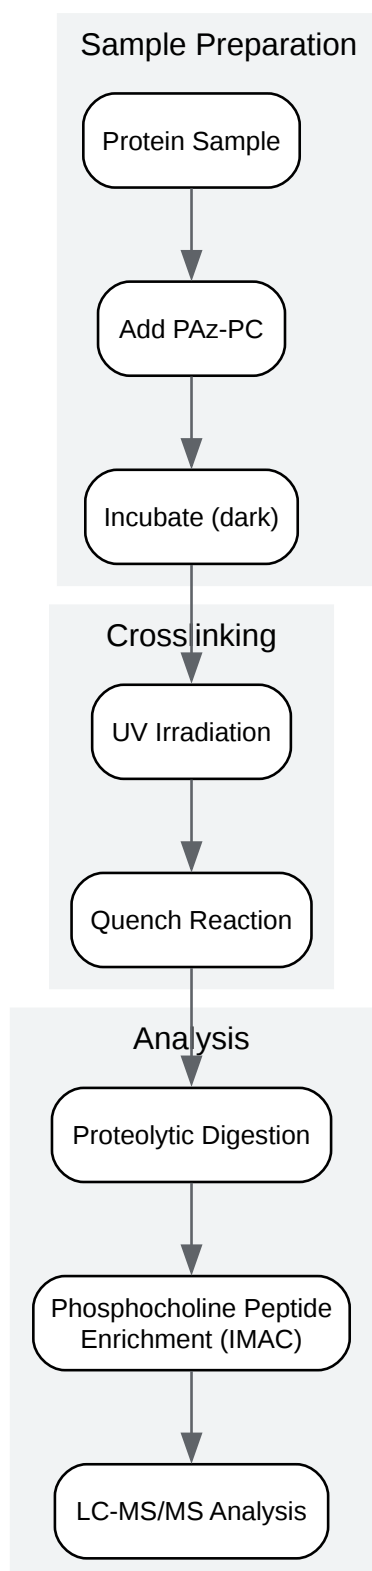 Sample Preparation
Protein Sample
Add PAz-PC
Incubate (dark)
Crosslinking
UV Irradiation
Quench Reaction
Analysis
Proteolytic Digestion
Phosphocholine Peptide
Enrichment (IMAC)
LC-MS/MS Analysis